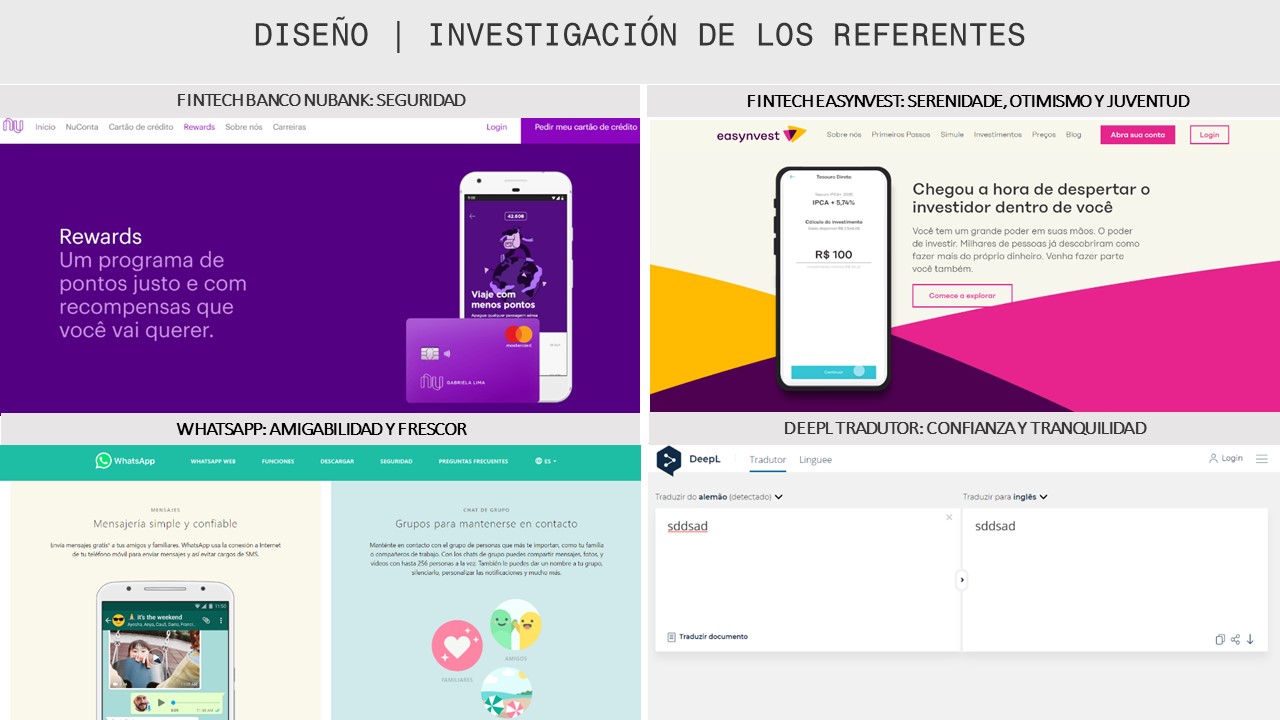 DISEÑO | INVESTIGACIÓN DE LOS REFERENTES
FINTECH BANCO NUBANK: SEGURIDAD
nu Início NuConta Cartão de crédito Rewards Sobre nós Carreiras Login Pedir meu cartão de crédito
Rewards
Um programa de
pontos justo e com
recompensas que
você vai querer.
42.608
Viaje com
menos pontos
mastercard
nu GABRIELA LIMA
FINTECH EASYNVEST: SERENIDADE, OTIMISMO Y JUVENTUD
easynvest Sobre nós Primeiros Passos Simule Investimentos Preços Blog Abra sua conta Login
Tesouro Direto
IPCA + 5,74%
Cálculo do investimento
R$ 100
Continuar
Chegou a hora de despertar o
investidor dentro de você
Você tem um grande poder em suas mãos. O poder
de investir. Milhares de pessoas já descobriram como
fazer mais do próprio dinheiro. Venha fazer parte
você também.
Comece a explorar
WHATSAPP: AMIGABILIDAD Y FRESCOR
WhatsApp WHATSAPP WEB FUNCIONES DESCARGAR SEGURIDAD PREGUNTAS FRECUENTES ES
MENSAJES
Mensajería simple y confiable
Envía mensajes gratis* a tus amigos y familiares. WhatsApp usa la conexión a Internet
de tu teléfono móvil para enviar mensajes y así evitar cargos de SMS.
11:50
it's the weekend
CHAT DE GRUPO
Grupos para mantenerse en contacto
Manténte en contacto con el grupo de personas que más te importan, como tu familia
o compañeros de trabajo. Con los chats de grupo puedes compartir mensajes, fotos, y
videos con hasta 256 personas a la vez. También le puedes dar un nombre a tu grupo,
silenciarlo, personalizar las notificaciones y mucho más.
AMIGOS
FAMILIARES
DEEPL TRADUTOR: CONFIANZA Y TRANQUILIDAD
DeepL Tradutor Linguee Login
Traduzir do alemão (detectado) Traduzir para inglês
sddsad sddsad
Traduzir documento